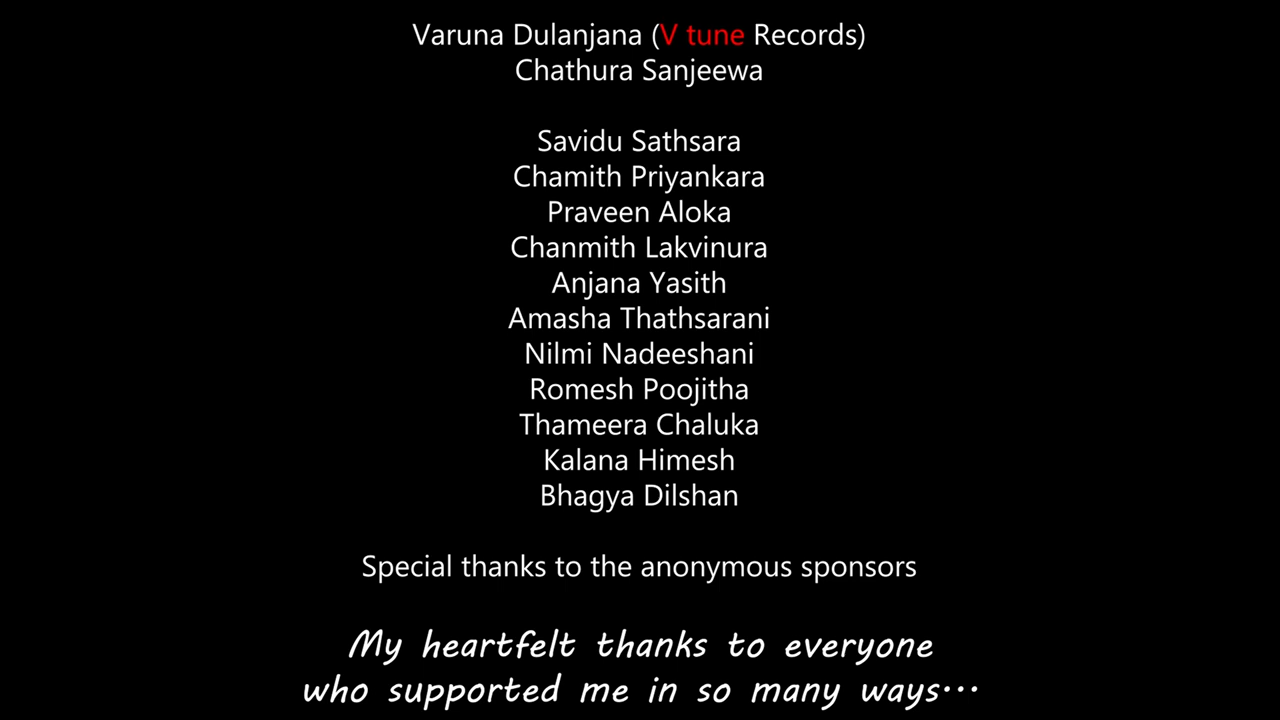 Varuna Dulanjana (V tune Records)
Chathura Sanjeewa
Savidu Sathsara
Chamith Priyankara
Praveen Aloka
Chanmith Lakvinura
Anjana Yasith
Amasha Thathsarani
Nilmi Nadeeshani
Romesh Poojitha
Thameera Chaluka
Kalana Himesh
Bhagya Dilshan
Special thanks to the anonymous sponsors
My heartfelt thanks to everyone
who supported me in so many ways...